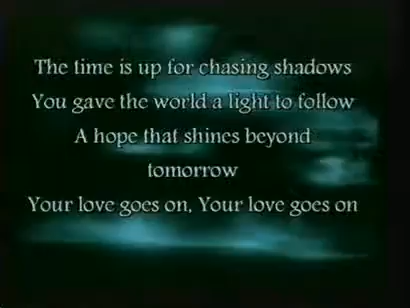 The time is up for chasing shadows
You gave the world a light to follow
A hope that shines beyond
tomorrow
Your love goes on, Your love goes on